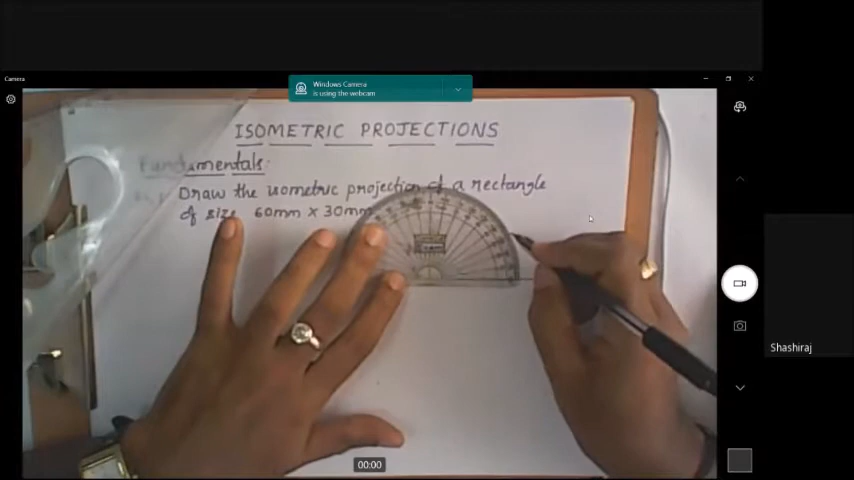 Camera
Windows Camera
is using the webcam
ISOMETRIC PROJECTIONS
Fundamentals:
Draw the isometric projection of a rectangle
of size 60mm x 30mm
Shashiraj
00:00